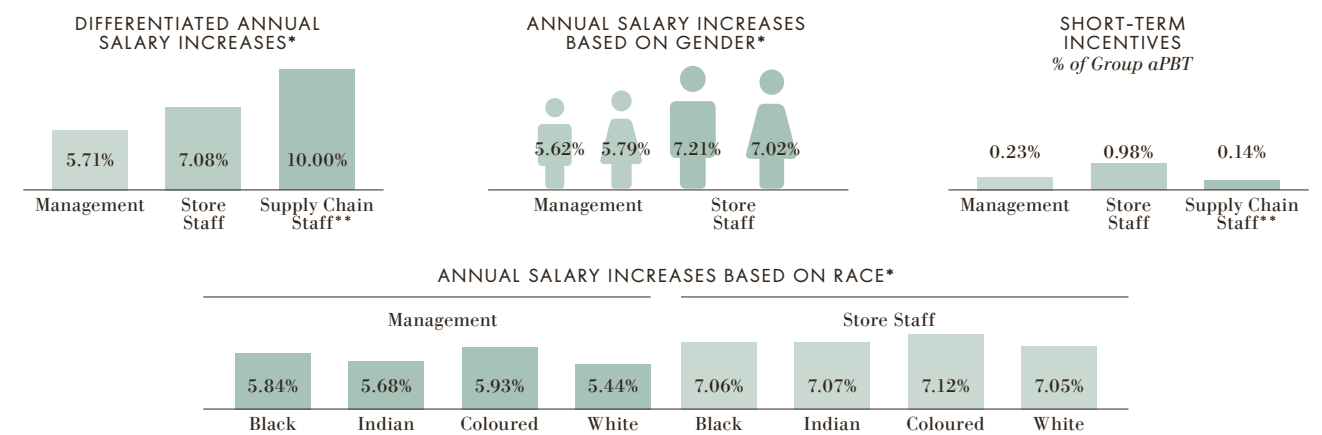 DIFFERENTIATED ANNUAL
SALARY INCREASES*
5.71%
7.08%
10.00%
Management
Store
Staff
Supply Chain
Staff**
ANNUAL SALARY INCREASES
BASED ON GENDER*
5.62%
5.79%
7.21%
7.02%
Management
Store
Staff
SHORT-TERM
INCENTIVES
% of Group aPBT
0.23%
0.98%
0.14%
Management
Store
Staff
Supply Chain
Staff**
ANNUAL SALARY INCREASES BASED ON RACE*
Management
5.84%
5.68%
5.93%
5.44%
Black
Indian
Coloured
White
Store Staff
7.06%
7.07%
7.12%
7.05%
Black
Indian
Coloured
White